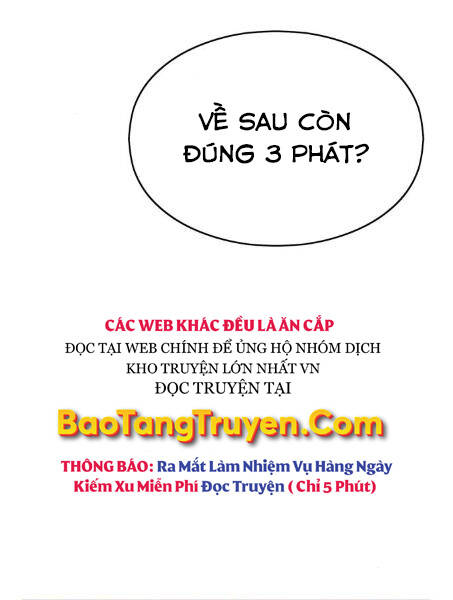 VỀ SAU CÒN
ĐÚNG 3 PHÁT?
CÁC WEB KHÁC ĐỀU LÀ ĂN CẮP
ĐỌC TẠI WEB CHÍNH ĐỂ ỦNG HỘ NHÓM DỊCH
KHO TRUYỆN LỚN NHẤT VN
ĐỌC TRUYỆN TẠI
BaoTangTruyen.Com
THÔNG BÁO: Ra Mắt Làm Nhiệm Vụ Hàng Ngày
Kiếm Xu Miễn Phí Đọc Truyện ( Chỉ 5 Phút)